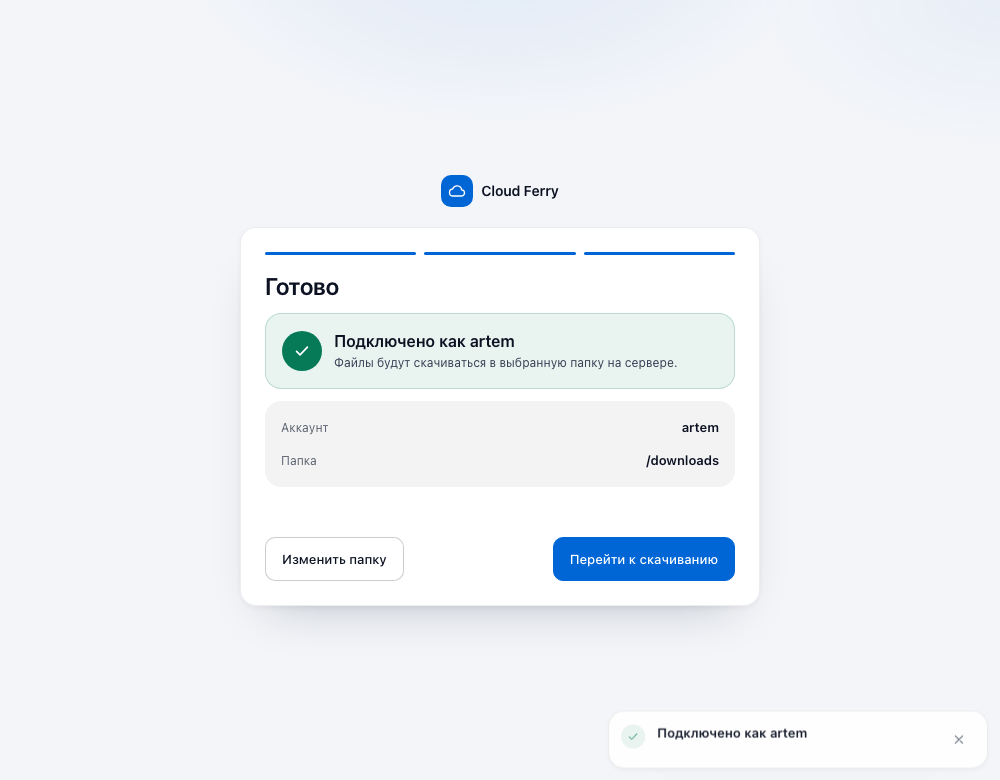 Cloud Ferry
Готово
Подключено как artem
Файлы будут скачиваться в выбранную папку на сервере.
Аккаунт artem
Папка /downloads
Изменить папку Перейти к скачиванию
Подключено как artem